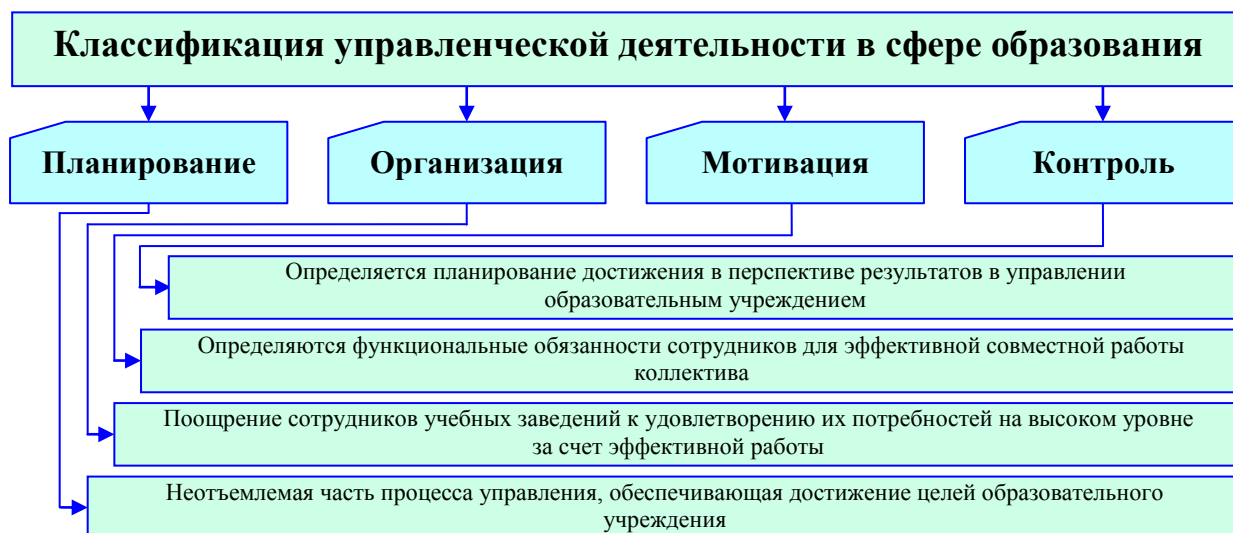 Классификация управленческой деятельности в сфере образования
Планирование
Организация
Мотивация
Контроль
Определяется планирование достижения в перспективе результатов в управлении
образовательным учреждением
Определяются функциональные обязанности сотрудников для эффективной совместной работы
коллектива
Поощрение сотрудников учебных заведений к удовлетворению их потребностей на высоком уровне
за счет эффективной работы
Неотъемлемая часть процесса управления, обеспечивающая достижение целей образовательного
учреждения